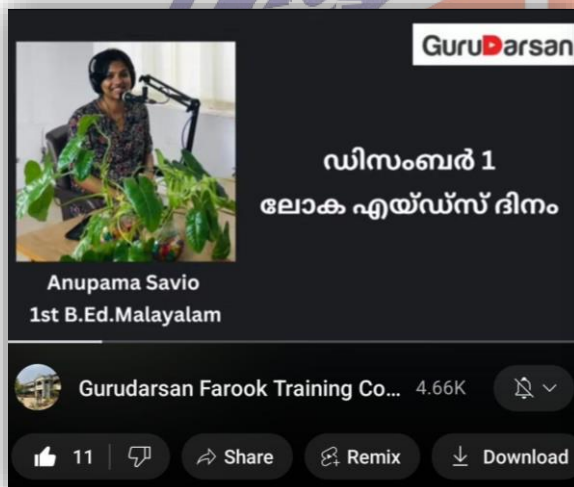 GuruDarsan
ഡിസംബർ 1
ലോക എയ്ഡ്സ് ദിനം
Anupama Savio
1st B.Ed.Malayalam
Gurudarsan Farook Training Co... 4.66K
11 Share Remix Download